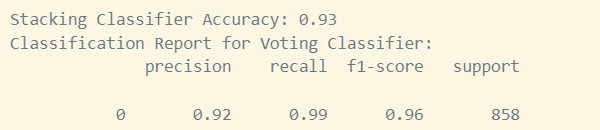 Stacking Classifier Accuracy: 0.93
Classification Report for Voting Classifier:
precision recall f1-score support
0 0.92 0.99 0.96 858